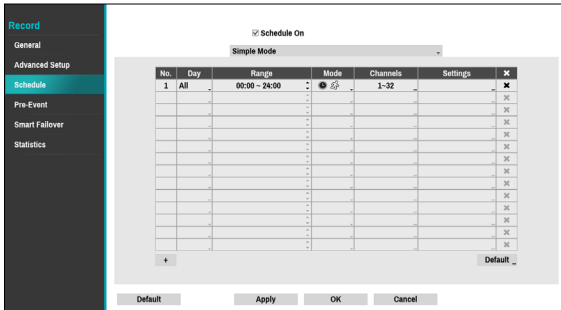 Record
General
Advanced Setup
Schedule
Pre-Event
Smart Failover
Statistics
Schedule On
Simple Mode
No. Day Range Mode Channels Settings
1 All 00:00 ~ 24:00 1~32
+ Default
Default Apply OK Cancel